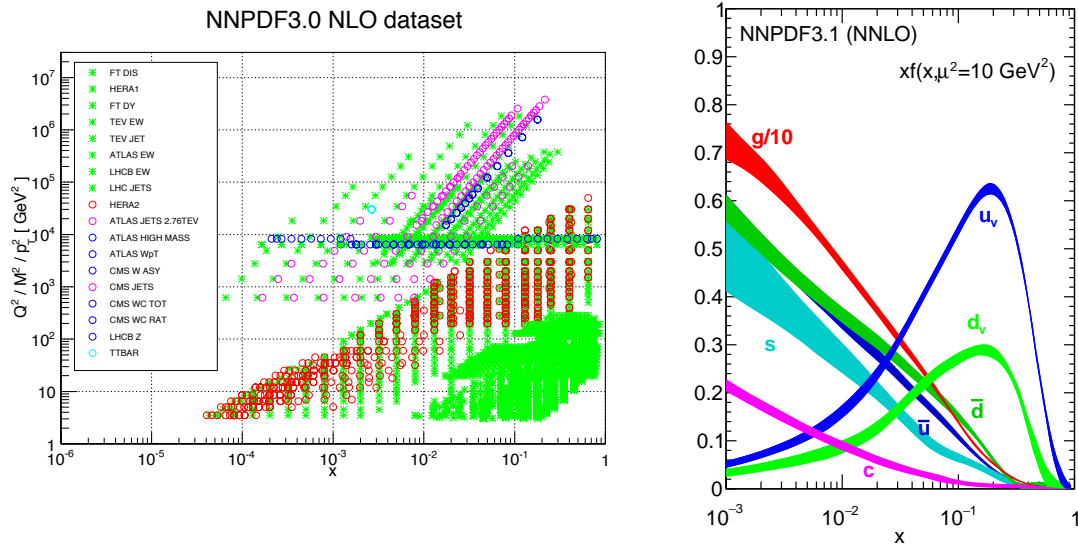 NNPDF3.0 NLO dataset
Q² / M² / p_T² [ GeV² ]
10⁷
10⁶
10⁵
10⁴
10³
10²
10
1
FT DIS
HERA1
FT DY
TEV EW
TEV JET
ATLAS EW
LHCB EW
LHC JETS
HERA2
ATLAS JETS 2.76TEV
ATLAS HIGH MASS
ATLAS WpT
CMS W ASY
CMS JETS
CMS WC TOT
CMS WC RAT
LHCB Z
TTBAR
10⁻⁶ 10⁻⁵ 10⁻⁴ 10⁻³ 10⁻² 10⁻¹ 1
x
NNPDF3.1 (NNLO)
xf(x,μ²=10 GeV²)
1
0.9
0.8
0.7
0.6
0.5
0.4
0.3
0.2
0.1
0
g/10
u_v
d_v
s
d̄
ū
c
10⁻³ 10⁻² 10⁻¹ 1
x